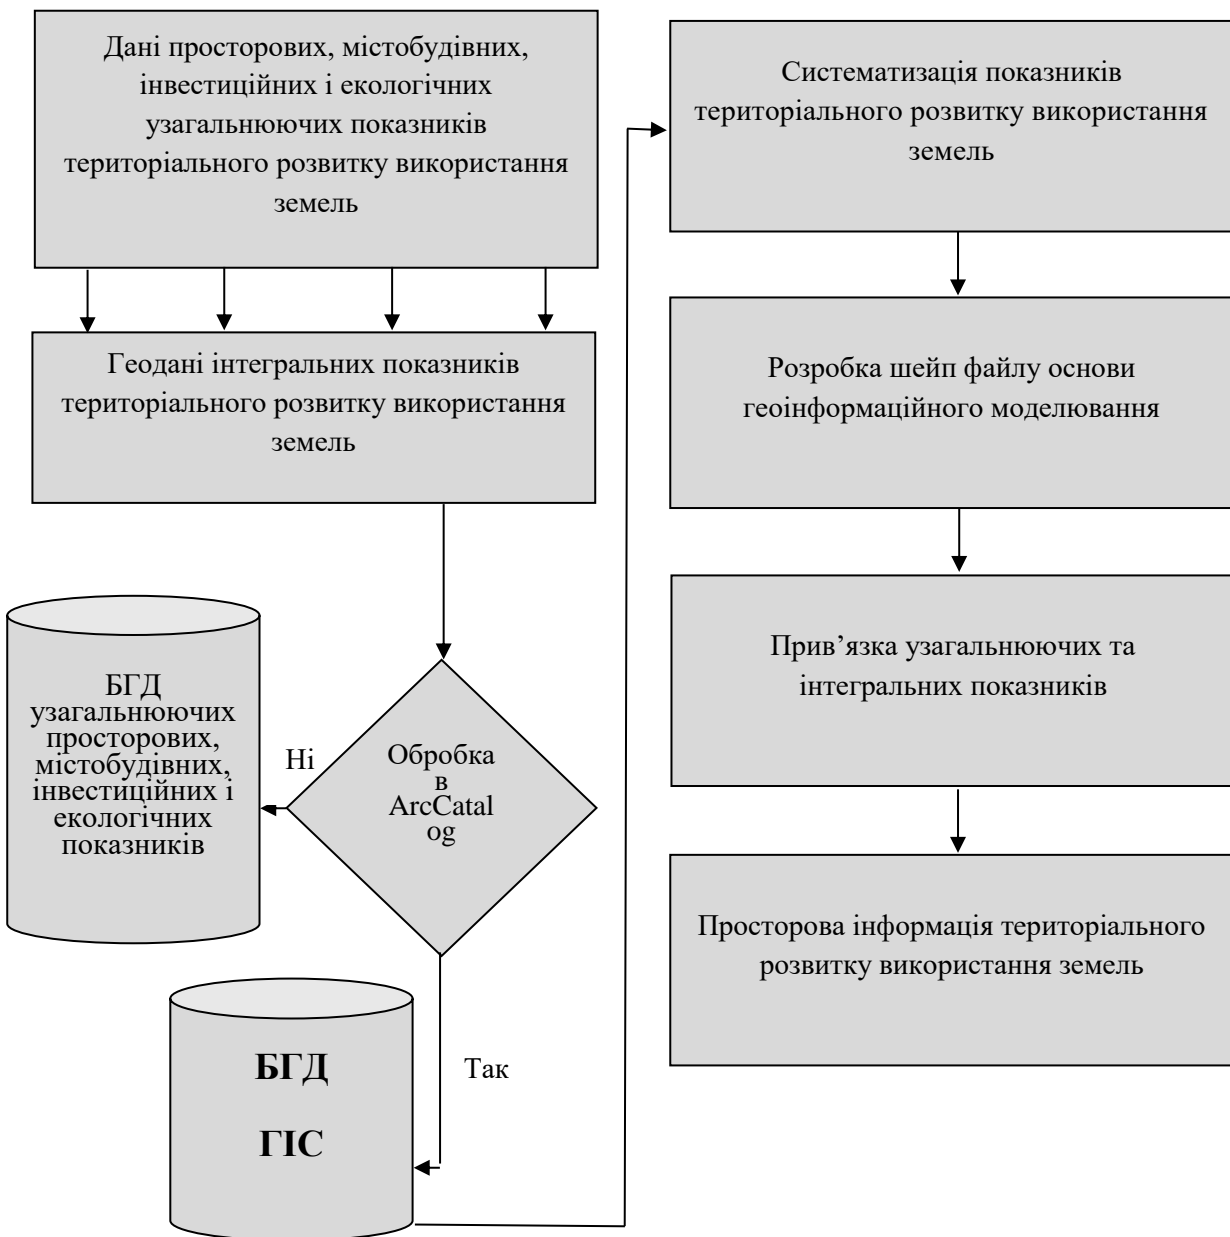 Дані просторових, містобудівних,
інвестиційних і екологічних
узагальнюючих показників
територіального розвитку використання
земель
Геодані інтегральних показників
територіального розвитку використання
земель
БГД
узагальнюючих
просторових,
містобудівних,
інвестиційних і
екологічних
показників
Ні
Обробка
в
ArcCatal
og
Так
БГД
ГІС
Систематизація показників
територіального розвитку використання
земель
Розробка шейп файлу основи
геоінформаційного моделювання
Прив’язка узагальнюючих та
інтегральних показників
Просторова інформація територіального
розвитку використання земель